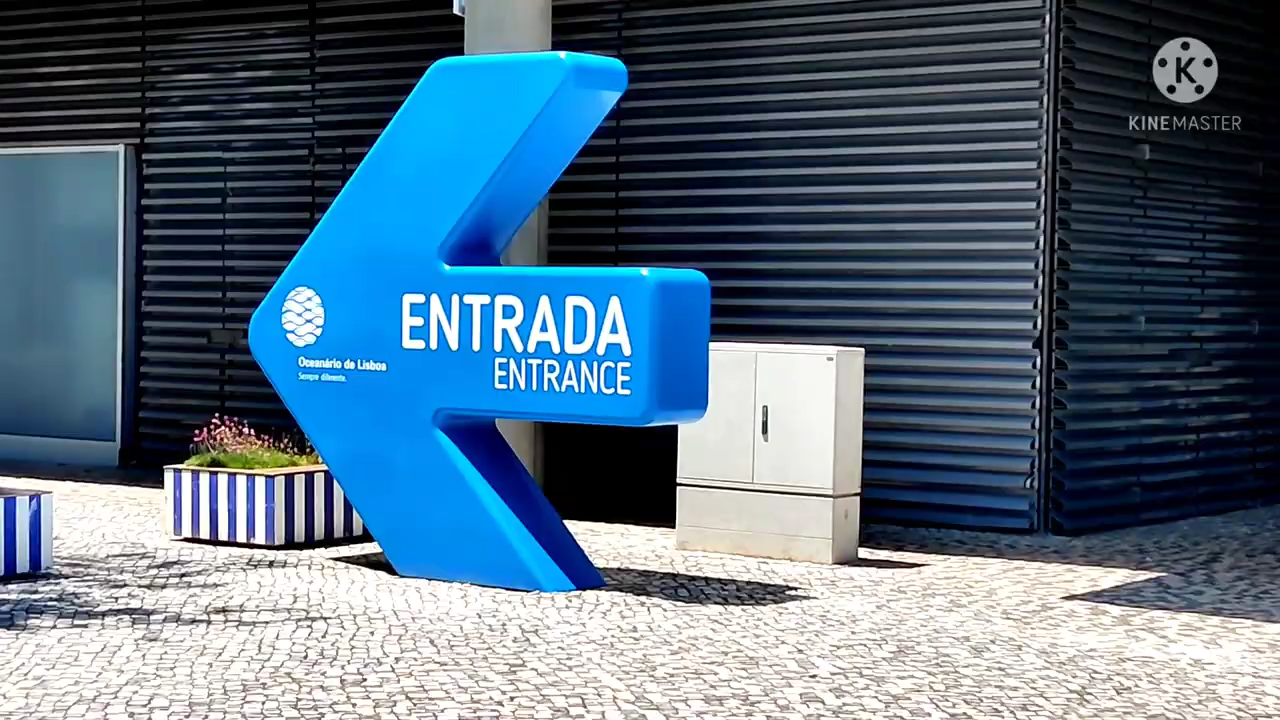 K
KINEMASTER
ENTRADA
ENTRANCE
Oceanário de Lisboa
Sempre diferente.